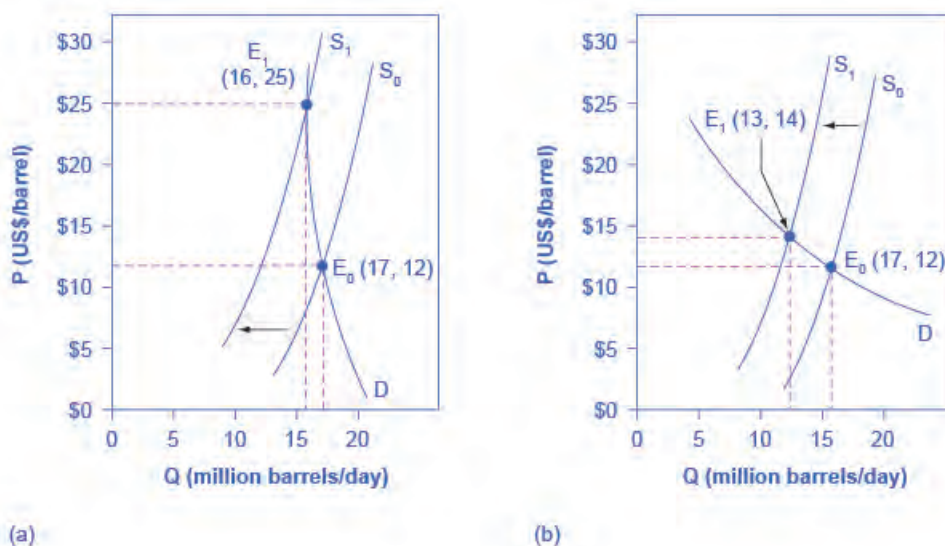 $30
$25
$20
$15
$10
$5
$0
P (US$/barrel)
E₁
(16, 25)
S₁
S₀
E₀ (17, 12)
D
0 5 10 15 20
Q (million barrels/day)
(a)
$30
$25
$20
$15
$10
$5
$0
P (US$/barrel)
S₁
S₀
E₁ (13, 14)
E₀ (17, 12)
D
0 5 10 15 20
Q (million barrels/day)
(b)